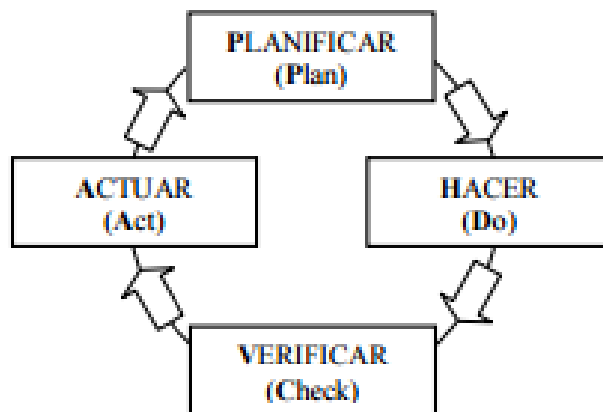 PLANIFICAR
(Plan)
ACTUAR
(Act)
HACER
(Do)
VERIFICAR
(Check)